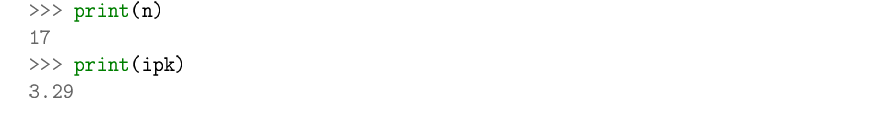 >>> print(n)
17
>>> print(ipk)
3.29